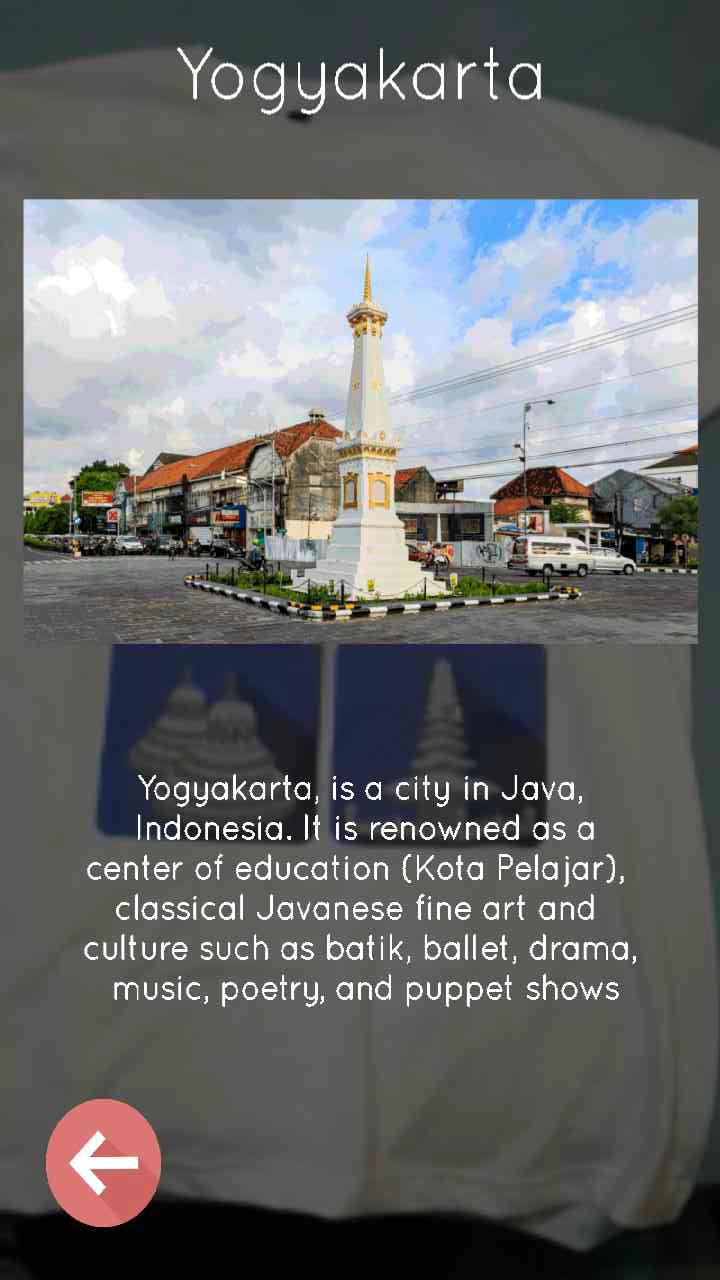 Yogyakarta
Yogyakarta, is a city in Java,
Indonesia. It is renowned as a
center of education (Kota Pelajar),
classical Javanese fine art and
culture such as batik, ballet, drama,
music, poetry, and puppet shows